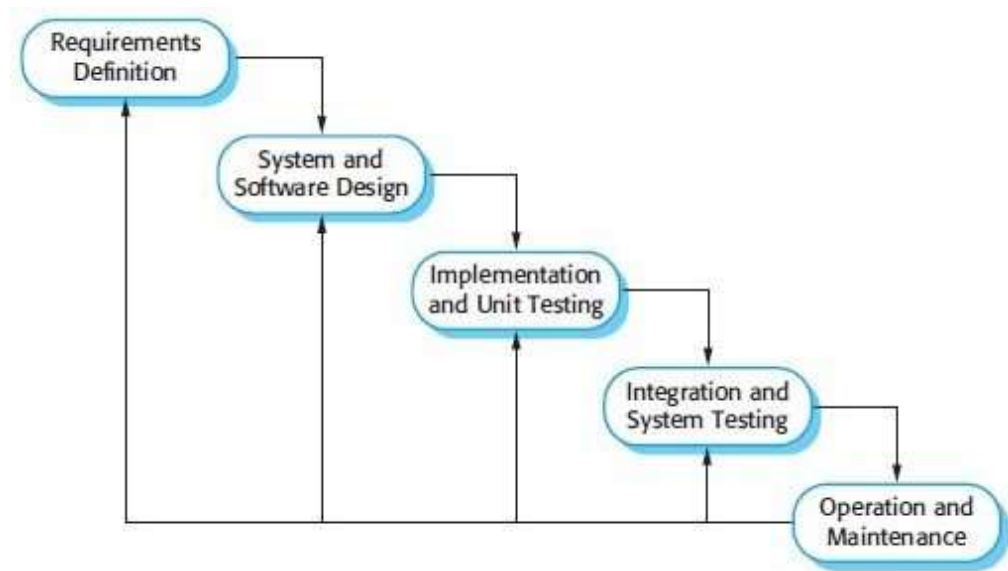 Requirements
Definition
System and
Software Design
Implementation
and Unit Testing
Integration and
System Testing
Operation and
Maintenance